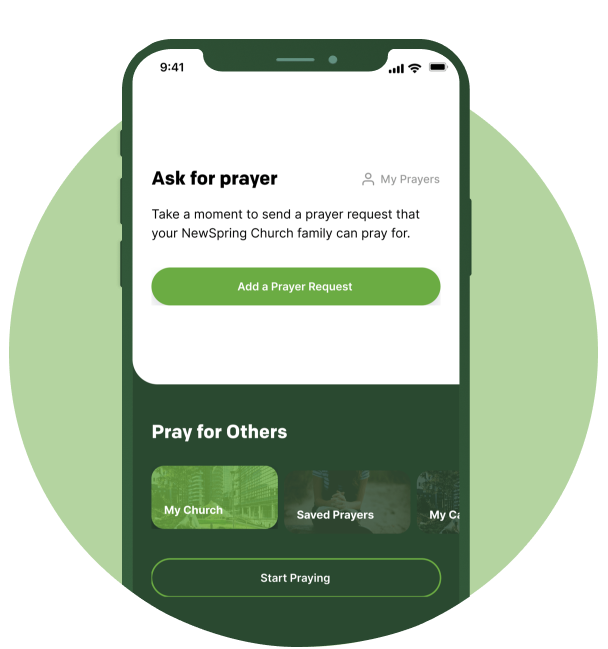 9:41
Ask for prayer
My Prayers
Take a moment to send a prayer request that
your NewSpring Church family can pray for.
Add a Prayer Request
Pray for Others
My Church
Saved Prayers
My Ca
Start Praying